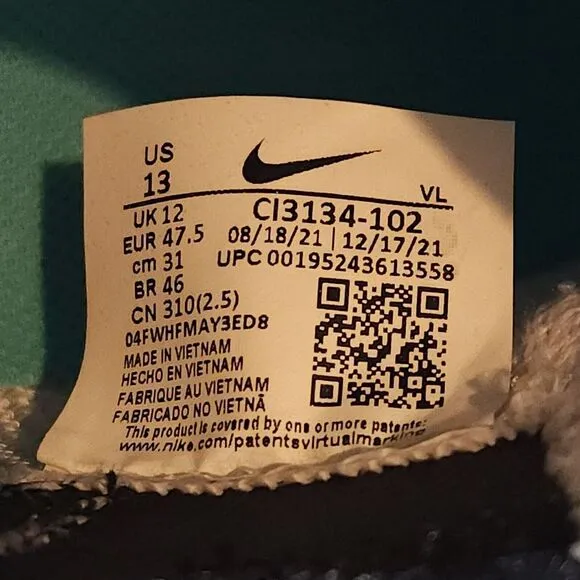 US
13
VL
UK 12
EUR 47.5
cm 31
BR 46
CN 310(2.5)
04FWHFMAY3ED8
CI3134-102
08/18/21 | 12/17/21
UPC 00195243613558
MADE IN VIETNAM
HECHO EN VIETNAM
FABRIQUE AU VIETNAM
FABRICADO NO VIETNÃ
This product is covered by one or more patents:
www.nike.com/patentsvirtualmarking